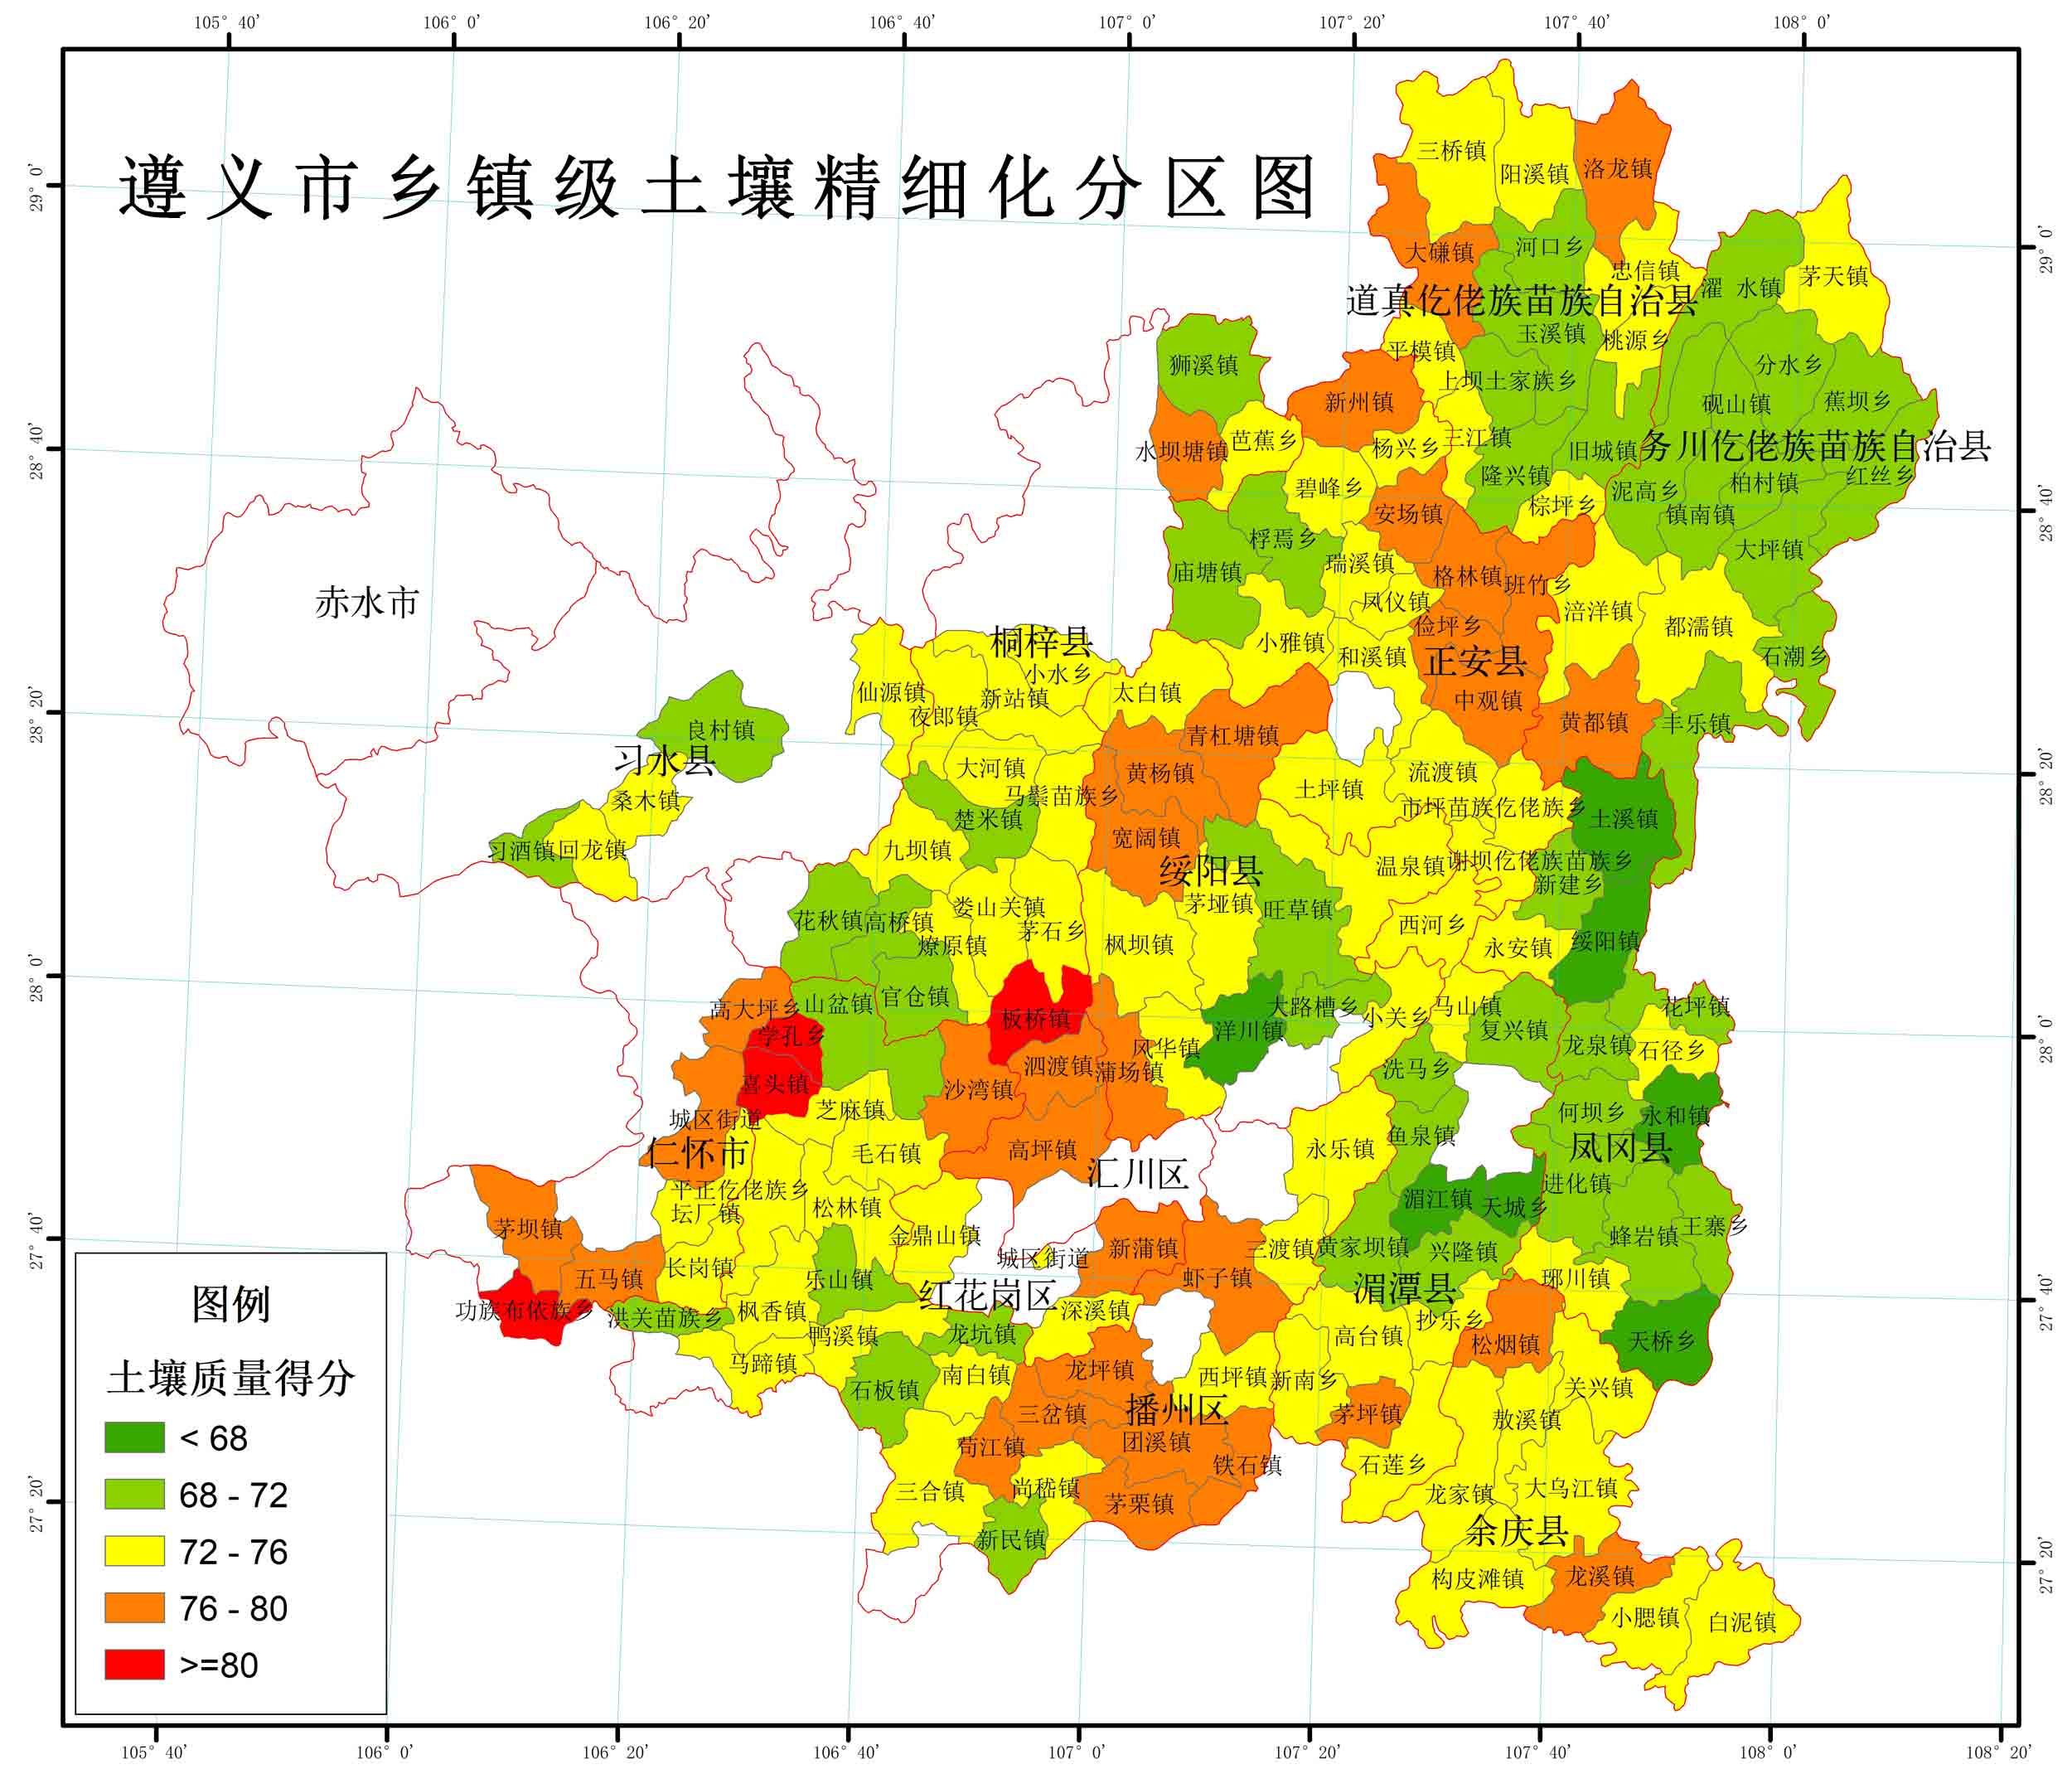 105° 40'
106° 0'
106° 20'
106° 40'
107° 0'
107° 20'
107° 40'
108° 0'
遵义市乡镇级土壤精细化分区图
29° 0'
28° 40'
28° 20'
28° 0'
27° 40'
27° 20'
29° 0'
28° 40'
28° 20'
28° 0'
27° 40'
27° 20'
三桥镇
阳溪镇
洛龙镇
大磏镇
河口乡
忠信镇
道真仡佬族苗族自治县
濯 水镇
茅天镇
玉溪镇
桃源乡
平模镇
狮溪镇
上坝土家族乡
分水乡
新州镇
砚山镇
蕉坝乡
水坝塘镇
芭蕉乡
杨兴乡
三江镇
旧城镇
务川仡佬族苗族自治县
碧峰乡
隆兴镇
泥高乡
柏村镇
红丝乡
安场镇
棕坪乡
镇南镇
桴焉乡
大坪镇
瑞溪镇
庙塘镇
格林镇
班竹乡
凤仪镇
涪洋镇
都濡镇
俭坪乡
赤水市
桐梓县
小雅镇
和溪镇
正安县
石潮乡
小水乡
仙源镇
新站镇
太白镇
中观镇
夜郎镇
黄都镇
丰乐镇
良村镇
青杠塘镇
习水县
大河镇
黄杨镇
流渡镇
土坪镇
桑木镇
马鬃苗族乡
市坪苗族仡佬族乡
楚米镇
土溪镇
宽阔镇
习酒镇
回龙镇
九坝镇
绥阳县
温泉镇
谢坝仡佬族苗族乡
新建乡
娄山关镇
茅垭镇
旺草镇
花秋镇
高桥镇
茅石乡
西河乡
燎原镇
枫坝镇
永安镇
绥阳镇
高大坪乡
山盆镇
官仓镇
板桥镇
大路槽乡
马山镇
花坪镇
小关乡
洋川镇
复兴镇
学孔乡
风华镇
龙泉镇
石径乡
泗渡镇
蒲场镇
洗马乡
喜头镇
沙湾镇
芝麻镇
何坝乡
永和镇
城区街道
鱼泉镇
仁怀市
毛石镇
高坪镇
永乐镇
凤冈县
汇川区
平正仡佬族乡
进化镇
坛厂镇
松林镇
湄江镇
天城乡
茅坝镇
金鼎山镇
蜂岩镇
王寨乡
新蒲镇
三渡镇
黄家坝镇
兴隆镇
城区街道
五马镇
长岗镇
乐山镇
虾子镇
湄潭县
琊川镇
红花岗区
功族布依族乡
洪关苗族乡
枫香镇
深溪镇
抄乐乡
鸭溪镇
龙坑镇
高台镇
松烟镇
天桥乡
马蹄镇
南白镇
龙坪镇
西坪镇
新南乡
石板镇
关兴镇
三岔镇
播州区
茅坪镇
敖溪镇
苟江镇
团溪镇
铁石镇
石莲乡
三合镇
尚嵇镇
茅栗镇
龙家镇
大乌江镇
新民镇
余庆县
构皮滩镇
龙溪镇
小腮镇
白泥镇
图例
土壤质量得分
< 68
68 - 72
72 - 76
76 - 80
>=80
105° 40'
106° 0'
106° 20'
106° 40'
107° 0'
107° 20'
107° 40'
108° 0'
108° 20'